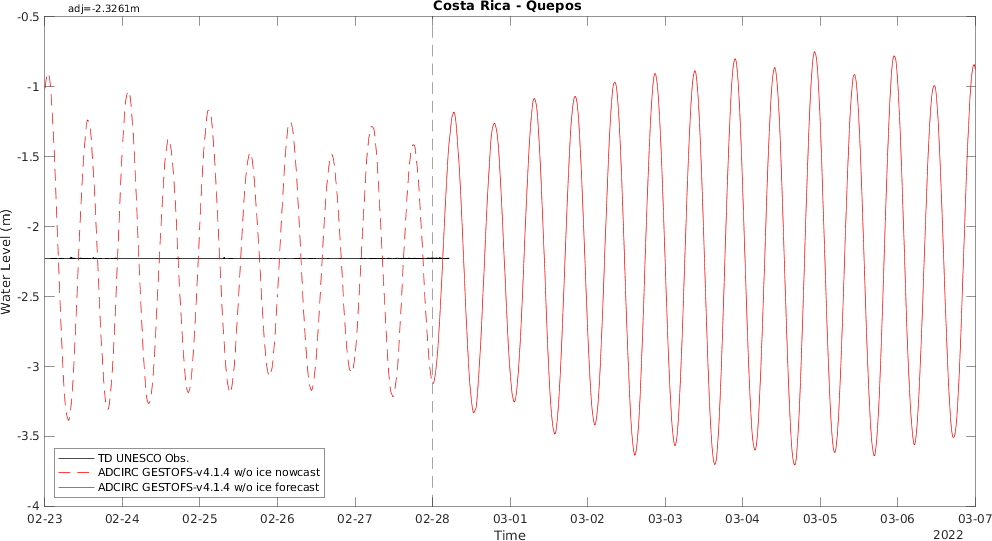 adj=-2.3261m
Costa Rica - Quepos
Water Level (m)
-0.5
-1
-1.5
-2
-2.5
-3
-3.5
-4
TD UNESCO Obs.
ADCIRC GESTOFS-v4.1.4 w/o ice nowcast
ADCIRC GESTOFS-v4.1.4 w/o ice forecast
02-23 02-24 02-25 02-26 02-27 02-28 03-01 03-02 03-03 03-04 03-05 03-06 03-07
Time
2022